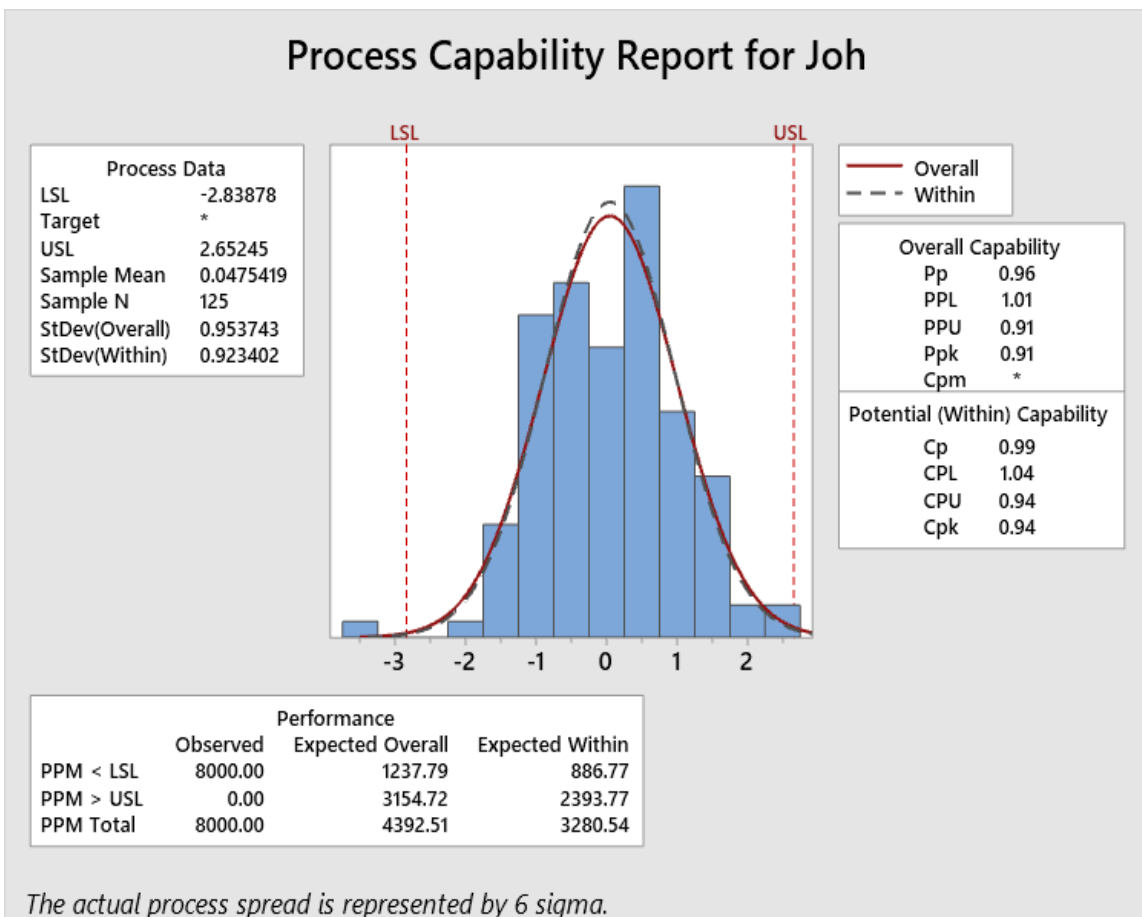 Process Capability Report for Joh
LSL
USL
Process Data
LSL -2.83878
Target *
USL 2.65245
Sample Mean 0.0475419
Sample N 125
StDev(Overall) 0.953743
StDev(Within) 0.923402
Overall
Within
Overall Capability
Pp 0.96
PPL 1.01
PPU 0.91
Ppk 0.91
Cpm *
Potential (Within) Capability
Cp 0.99
CPL 1.04
CPU 0.94
Cpk 0.94
-3 -2 -1 0 1 2
Performance
Observed Expected Overall Expected Within
PPM < LSL 8000.00 1237.79 886.77
PPM > USL 0.00 3154.72 2393.77
PPM Total 8000.00 4392.51 3280.54
The actual process spread is represented by 6 sigma.